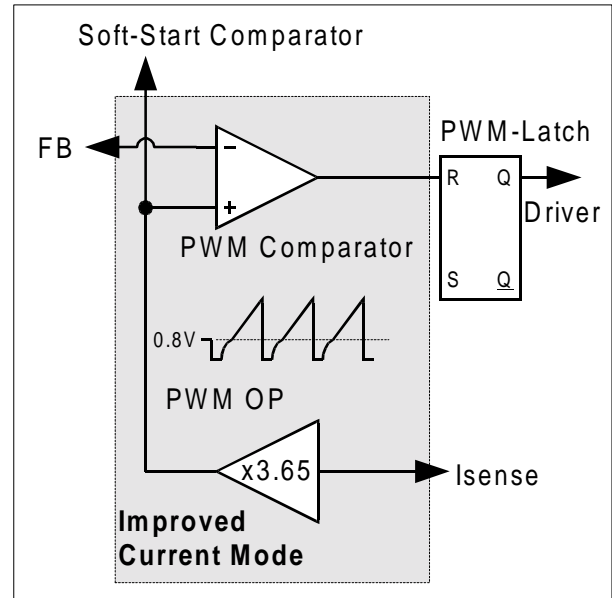 Soft-Start Comparator
FB
PWM-Latch
R Q
Driver
PWM Comparator
S Q
0.8V
PWM OP
x3.65
Isense
Improved
Current Mode